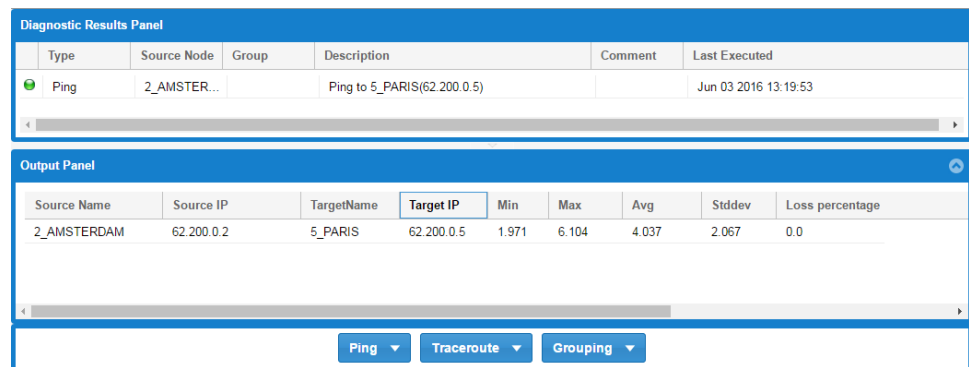 Diagnostic Results Panel
Type Source Node Group Description Comment Last Executed
Ping 2_AMSTER... Ping to 5_PARIS(62.200.0.5) Jun 03 2016 13:19:53
Output Panel
Source Name Source IP TargetName Target IP Min Max Avg Stddev Loss percentage
2_AMSTERDAM 62.200.0.2 5_PARIS 62.200.0.5 1.971 6.104 4.037 2.067 0.0
Ping Traceroute Grouping